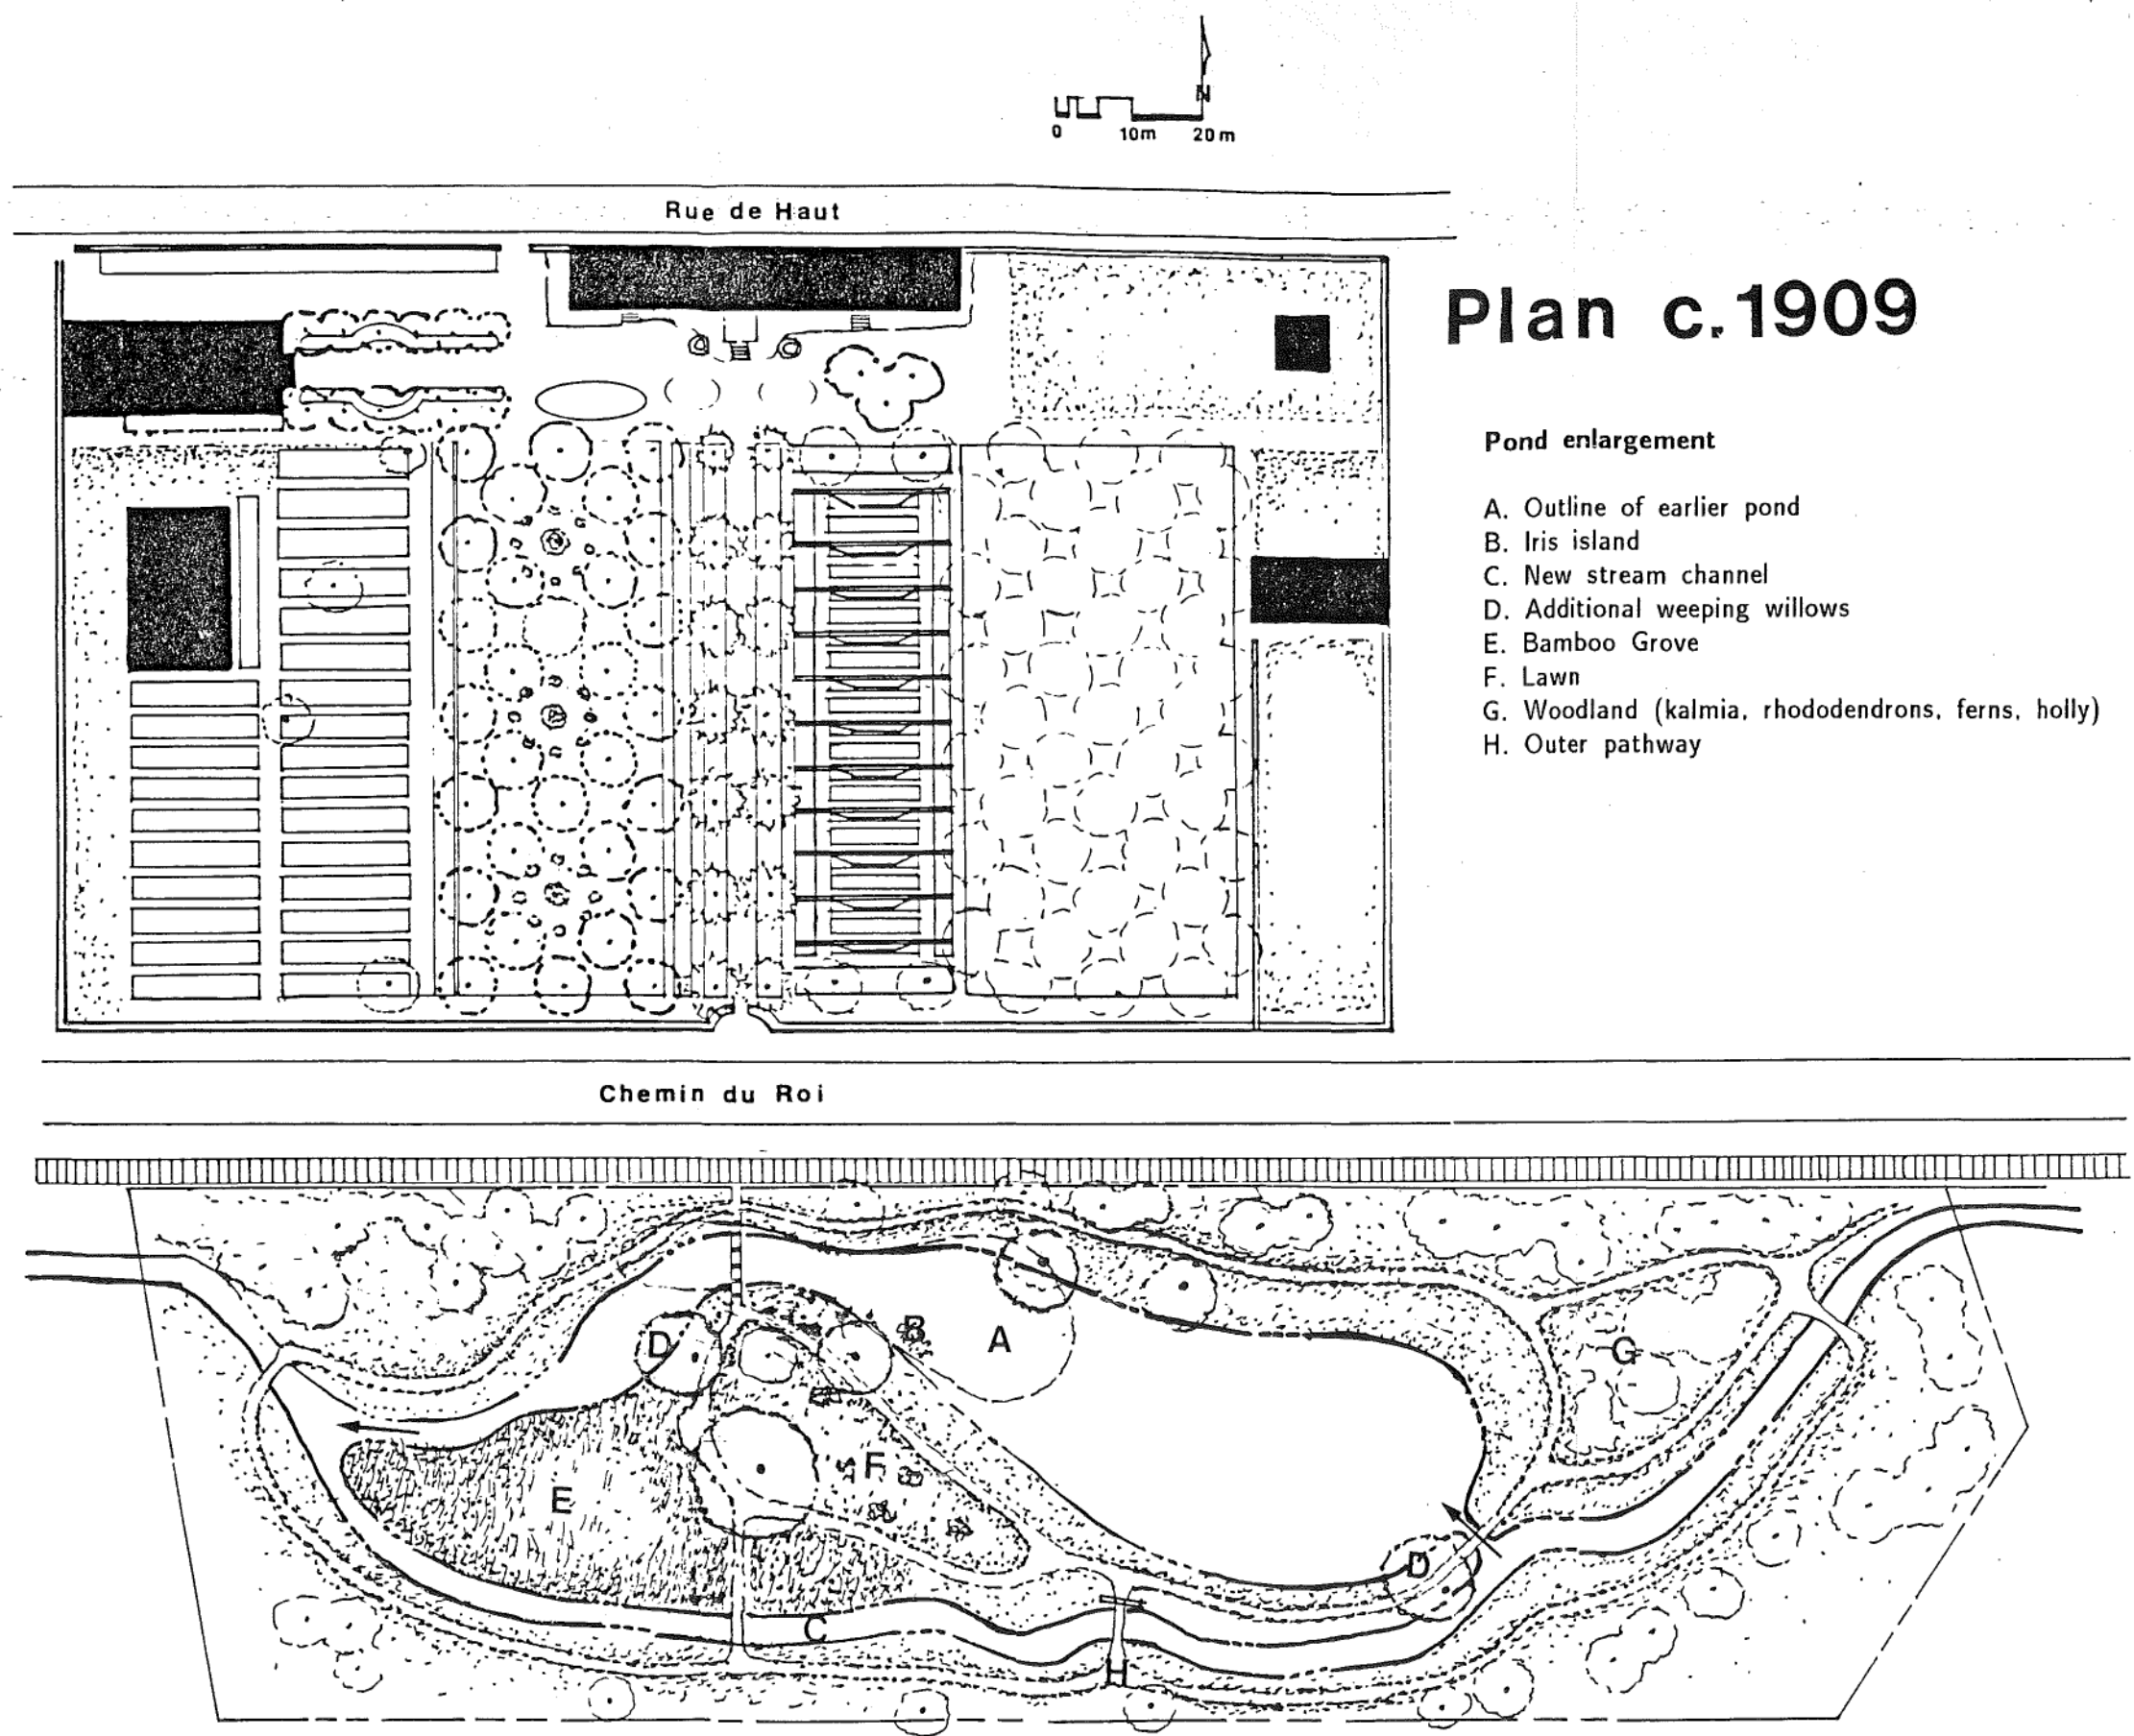 N
0 10m 20m
Rue de Haut
Plan c.1909
Pond enlargement
A. Outline of earlier pond
B. Iris island
C. New stream channel
D. Additional weeping willows
E. Bamboo Grove
F. Lawn
G. Woodland (kalmia, rhododendrons, ferns, holly)
H. Outer pathway
Chemin du Roi
D
B
A
G
F
E
D
C
H